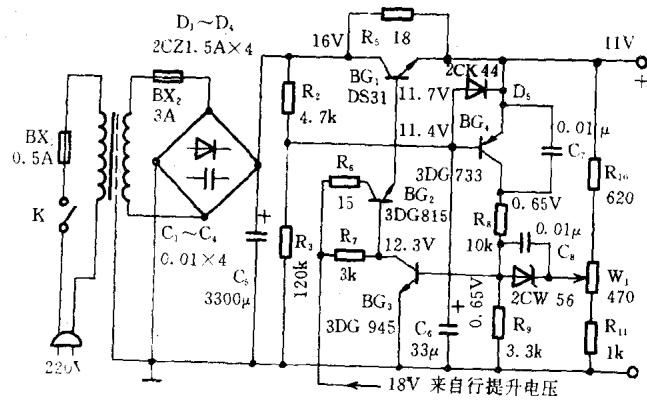 D₁～D₄
2CZ1.5A×4
BX₂
3A
BX₁
0.5A
K
220V
C₁～C₄
0.01×4
C₅
3300μ
16V
R₅ 18
BG₁
DS31
11.7V
2CK44
D₅
11V
R₂
4.7k
11.4V
BG₄
3DG733
0.01μ
C₇
R₁₀
620
R₆
15
BG₂
3DG815
0.65V
R₈
10k
0.01μ
C₈
R₃
120k
R₇
3k
12.3V
BG₃
3DG945
C₆
33μ
0.65V
2CW 56
W₁
470
R₉
3.3k
R₁₁
1k
18V 来自行提升电压